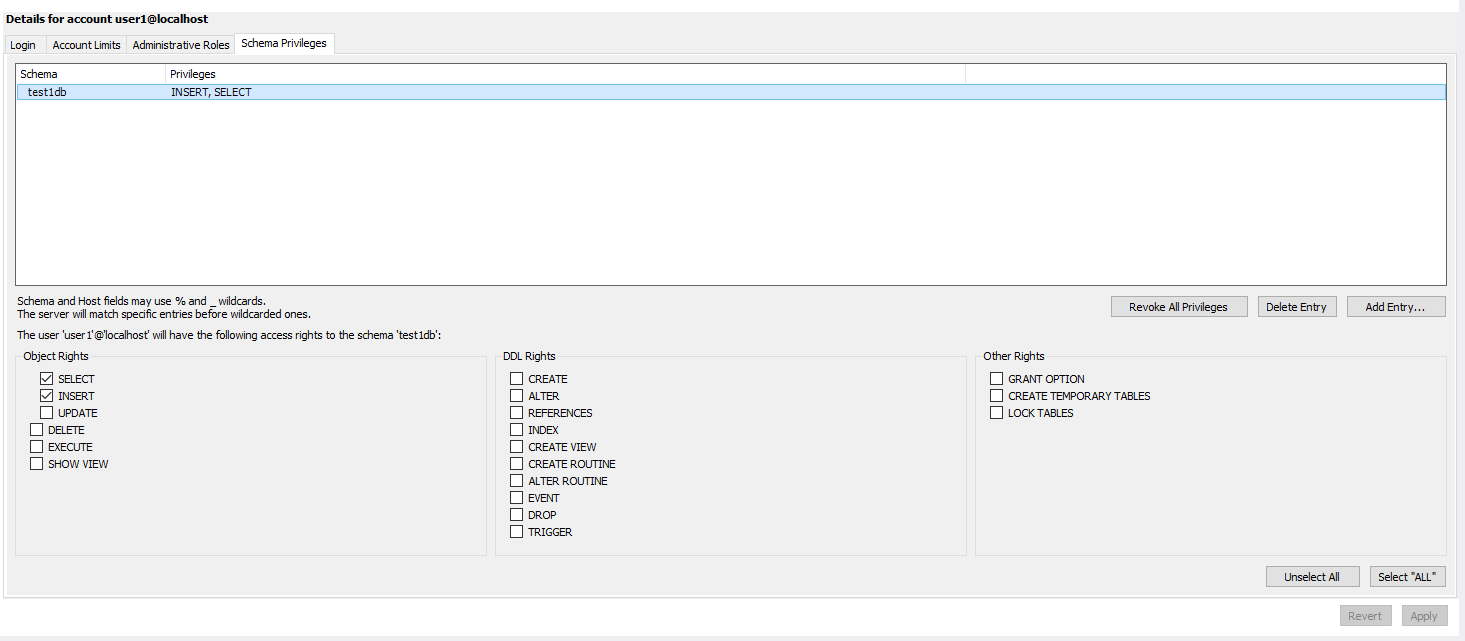 Details for account user1@localhost
Login Account Limits Administrative Roles Schema Privileges
Schema Privileges
test1db INSERT, SELECT
Schema and Host fields may use % and _ wildcards.
The server will match specific entries before wildcarded ones.
Revoke All Privileges Delete Entry Add Entry...
The user 'user1'@'localhost' will have the following access rights to the schema 'test1db':
Object Rights
SELECT
INSERT
UPDATE
DELETE
EXECUTE
SHOW VIEW
DDL Rights
CREATE
ALTER
REFERENCES
INDEX
CREATE VIEW
CREATE ROUTINE
ALTER ROUTINE
EVENT
DROP
TRIGGER
Other Rights
GRANT OPTION
CREATE TEMPORARY TABLES
LOCK TABLES
Unselect All Select "ALL"
Revert Apply